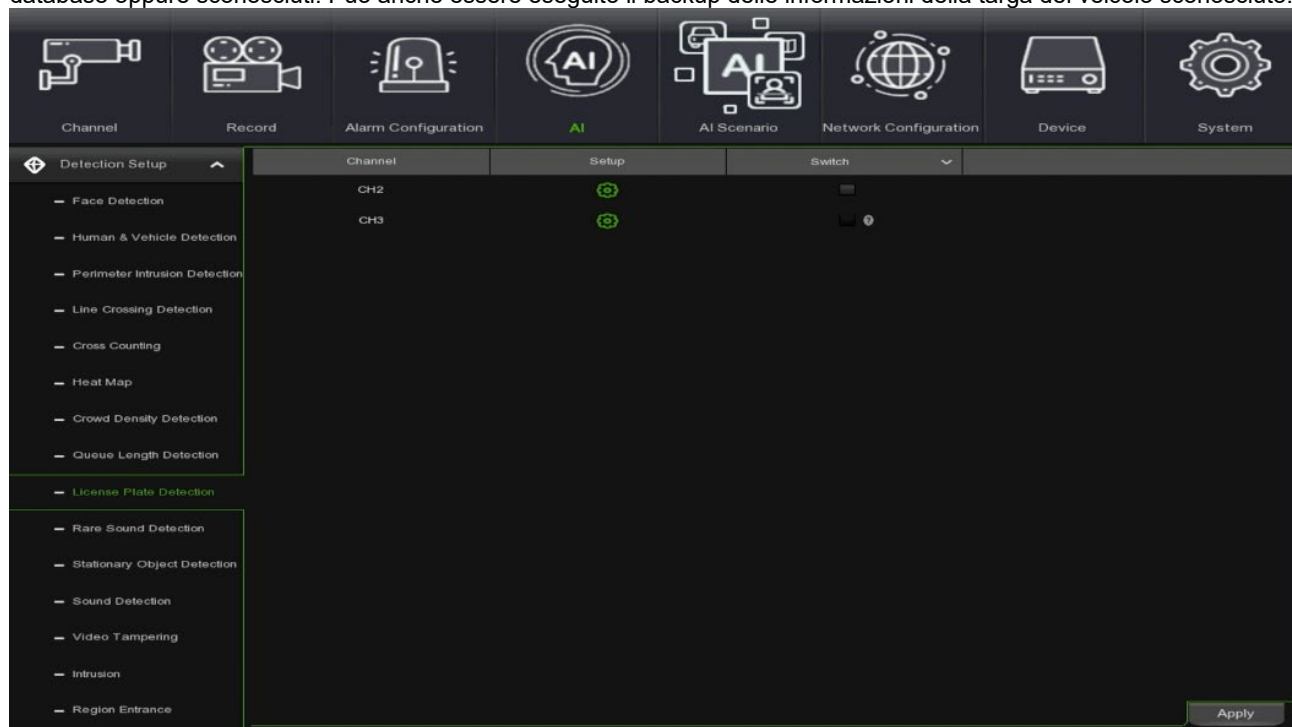 database oppure sconosciuti. Può anche essere eseguito il backup delle informazioni della targa del veicolo sconosciuto.
AI
AI
Channel Record Alarm Configuration AI AI Scenario Network Configuration Device System
Detection Setup Channel Setup Switch
Face Detection
CH2
Human & Vehicle Detection
CH3
Perimeter Intrusion Detection
Line Crossing Detection
Cross Counting
Heat Map
Crowd Density Detection
Queue Length Detection
License Plate Detection
Rare Sound Detection
Stationary Object Detection
Sound Detection
Video Tampering
Intrusion
Region Entrance
Apply